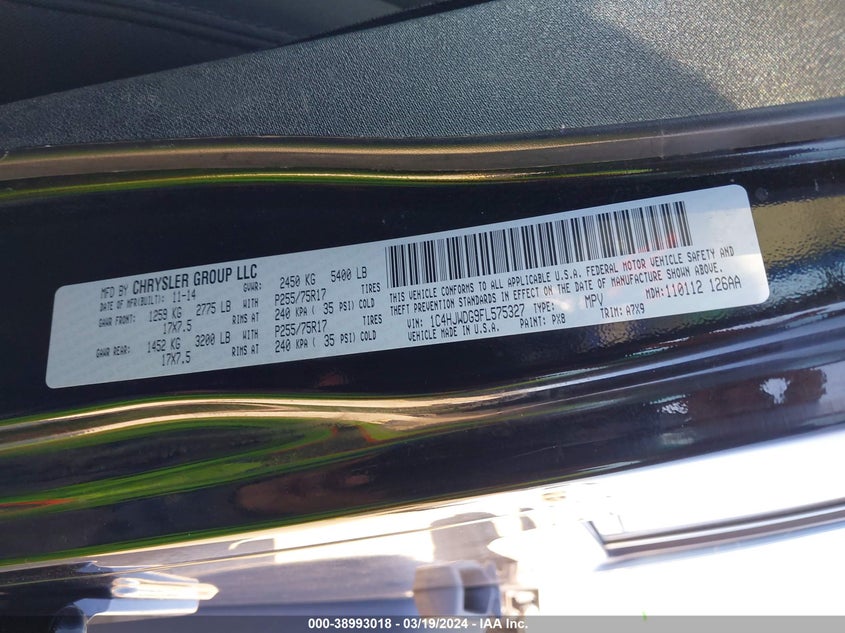 MFD BY CHRYSLER GROUP LLC
DATE OF MFR(BUILT): 11-14 GVWR: 2450 KG 5400 LB
GAWR FRONT: 1259 KG 2775 LB P255/75R17 TIRES
17X7.5 RIMS AT 240 KPA ( 35 PSI) COLD
GAWR REAR: 1452 KG 3200 LB P255/75R17 TIRES
17X7.5 RIMS AT 240 KPA ( 35 PSI) COLD
THIS VEHICLE CONFORMS TO ALL APPLICABLE U.S.A. FEDERAL MOTOR VEHICLE SAFETY AND
THEFT PREVENTION STANDARDS IN EFFECT ON THE DATE OF MANUFACTURE SHOWN ABOVE.
VIN: 1C4HJWDG9FL575327 TYPE: MPV MDH: 110112 126AA
VEHICLE MADE IN U.S.A. PAINT: PX8 TRIM: A7X9
000-38993018 - 03/19/2024 - IAA Inc.